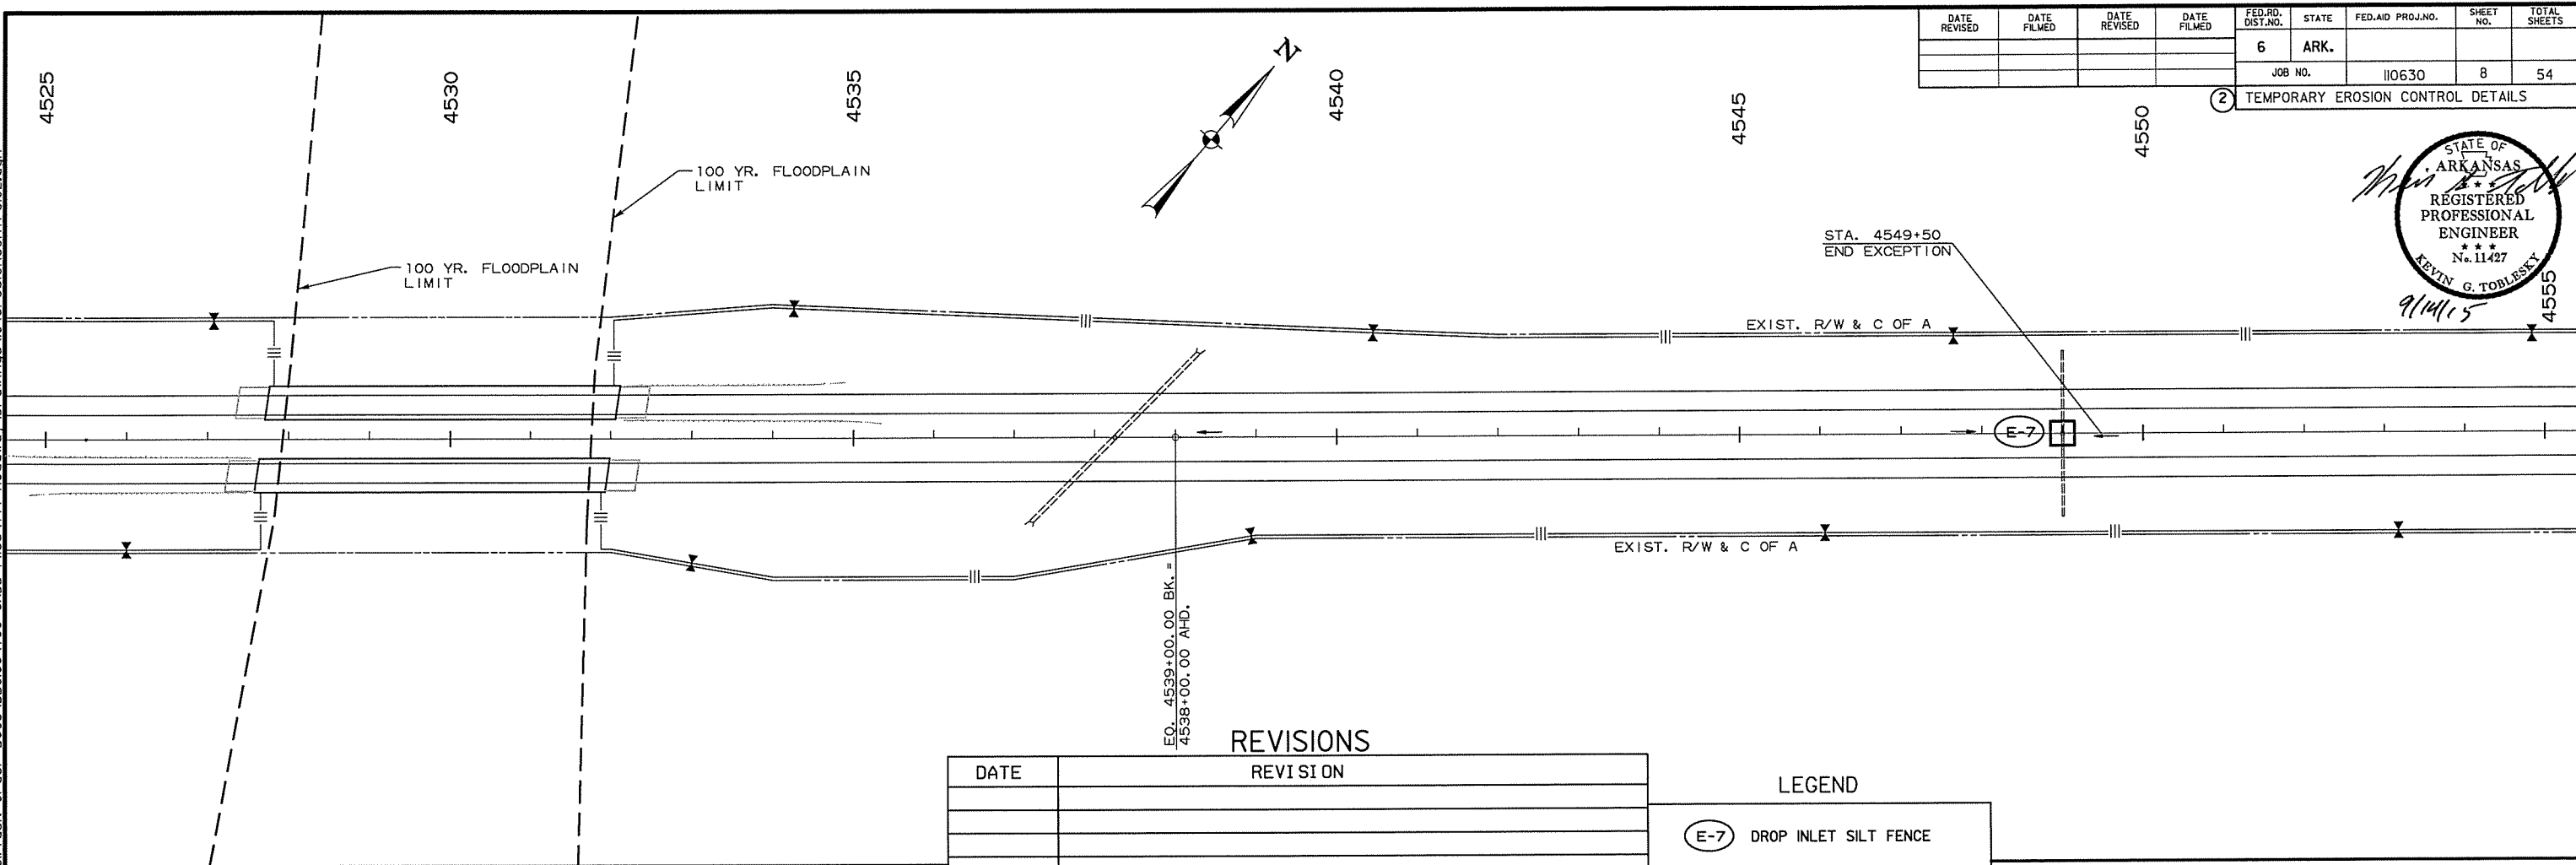 DATE REVISED
DATE FILMED
DATE REVISED
DATE FILMED
FED.RD. DIST.NO.
STATE
FED.AID PROJ.NO.
SHEET NO.
TOTAL SHEETS
6
ARK.
JOB NO.
110630
8
54
2
TEMPORARY EROSION CONTROL DETAILS
4525
4530
4535
4540
4545
4550
4555
N
STATE OF
ARKANSAS
★ ★ ★
REGISTERED
PROFESSIONAL
ENGINEER
★ ★ ★
No. 11427
KEVIN G. TOBLESKY
9/14/15
100 YR. FLOODPLAIN
LIMIT
100 YR. FLOODPLAIN
LIMIT
STA. 4549+50
END EXCEPTION
EXIST. R/W & C OF A
E-7
EXIST. R/W & C OF A
EQ. 4539+00.00 BK. =
4538+00.00 AHD.
REVISIONS
DATE
REVISION
LEGEND
E-7 DROP INLET SILT FENCE